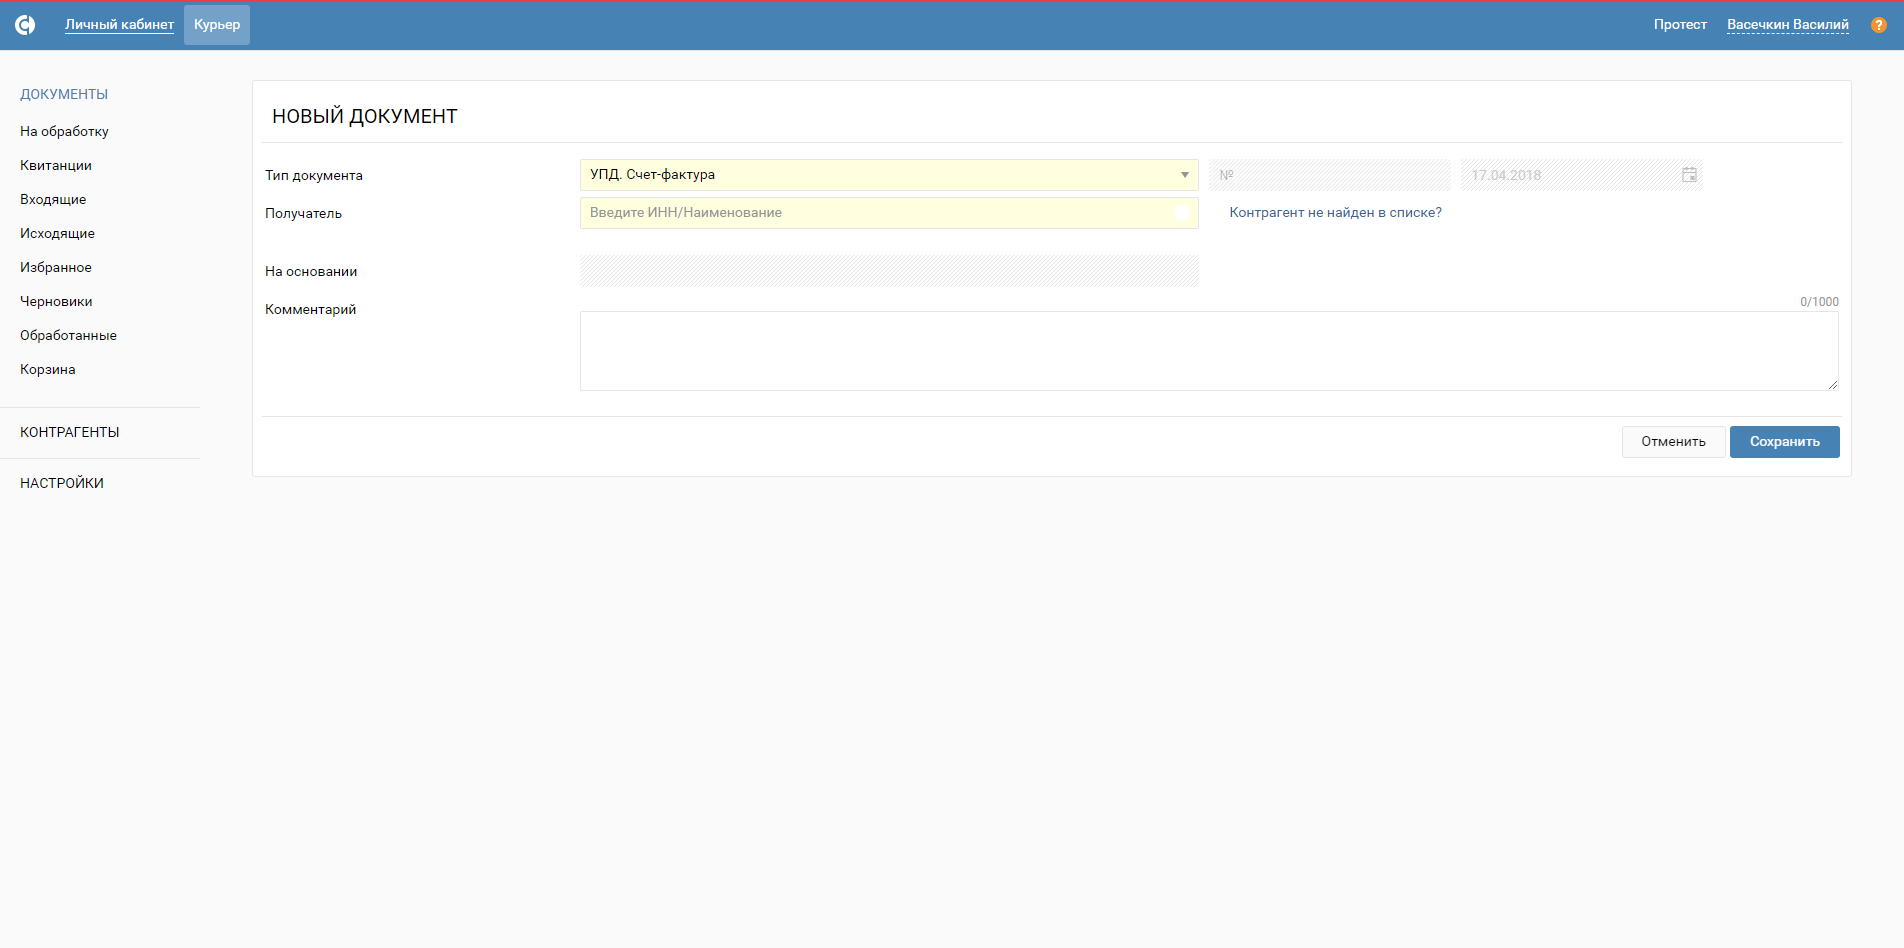 Личный кабинет Курьер Протест Васечкин Василий ?
ДОКУМЕНТЫ
На обработку
Квитанции
Входящие
Исходящие
Избранное
Черновики
Обработанные
Корзина
КОНТРАГЕНТЫ
НАСТРОЙКИ
НОВЫЙ ДОКУМЕНТ
Тип документа УПД. Счет-фактура № 17.04.2018
Получатель Введите ИНН/Наименование Контрагент не найден в списке?
На основании
Комментарий 0/1000
Отменить Сохранить